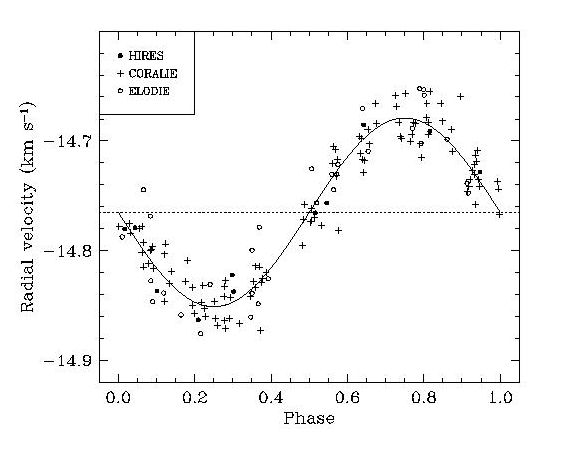 HIRES
CORALIE
ELODIE
Radial velocity (km s⁻¹)
−14.7
−14.8
−14.9
0.0 0.2 0.4 0.6 0.8 1.0
Phase